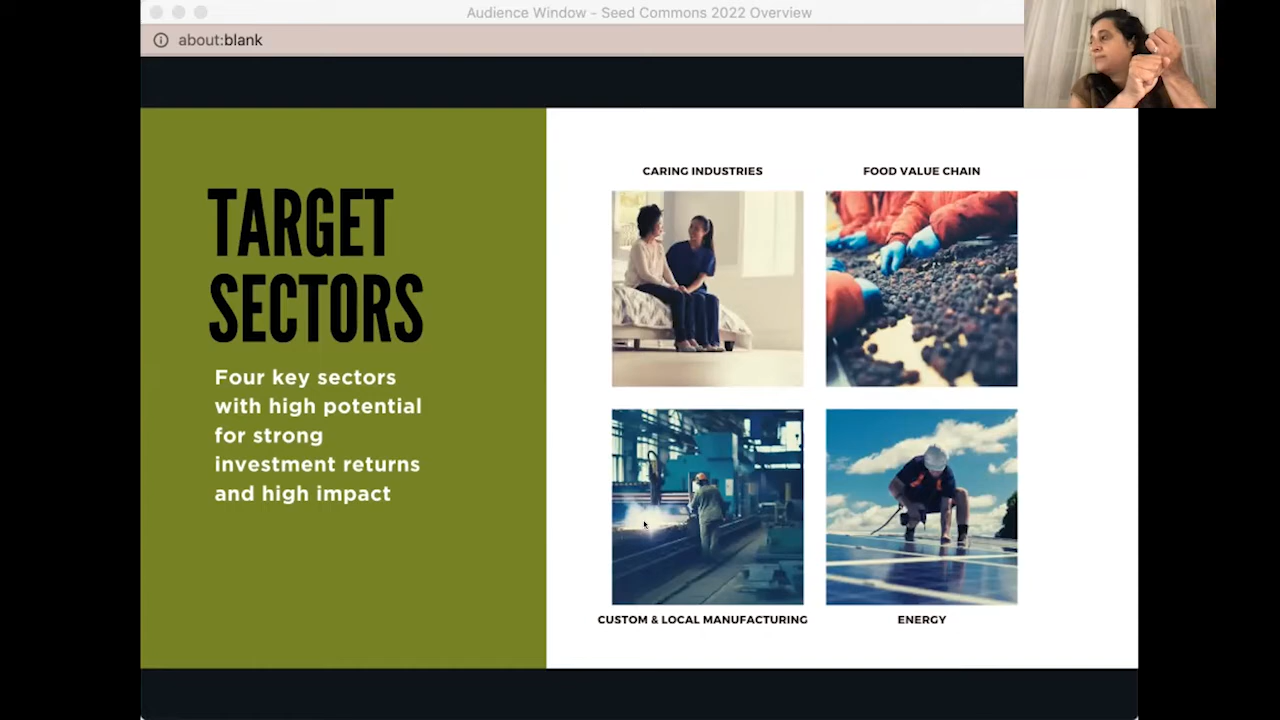 Audience Window - Seed Commons 2022 Overview
about:blank
TARGET
SECTORS
Four key sectors
with high potential
for strong
investment returns
and high impact
CARING INDUSTRIES
FOOD VALUE CHAIN
CUSTOM & LOCAL MANUFACTURING
ENERGY